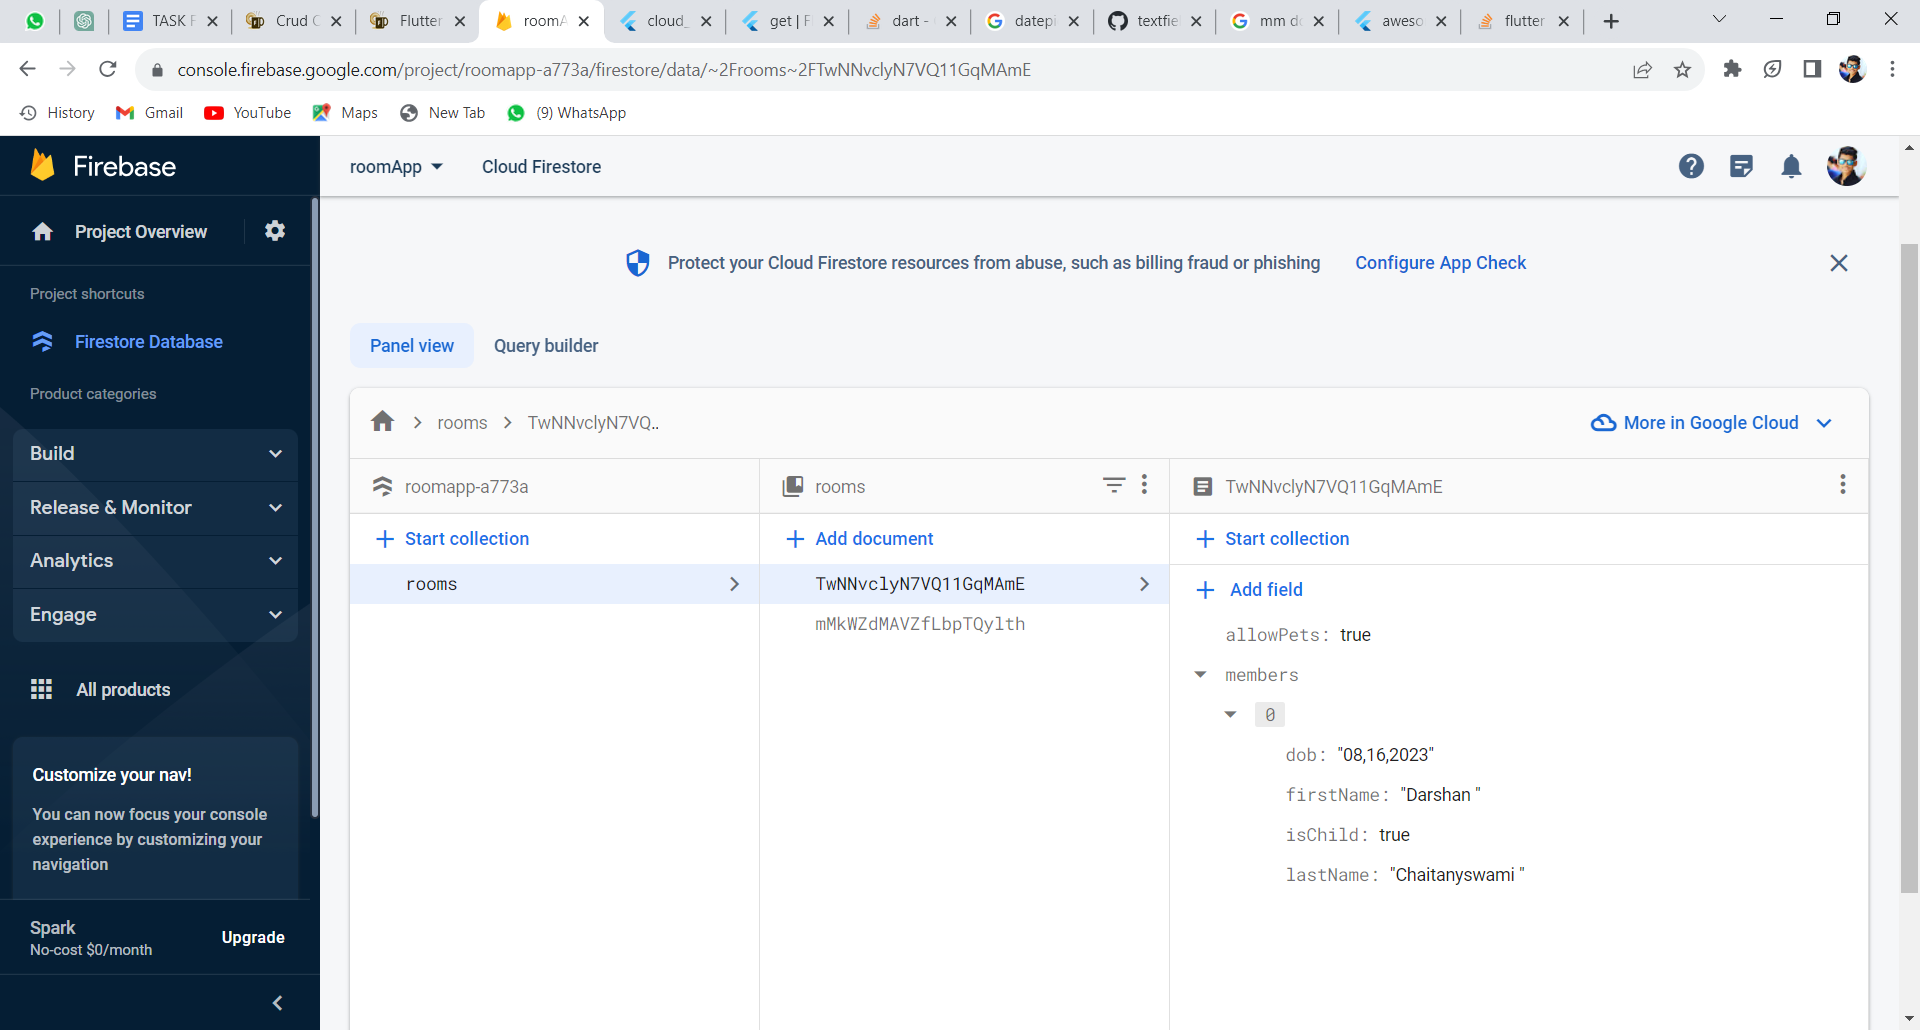 TASK F
Crud C
Flutter
roomA
cloud_
get | Fl
dart -
datepi
textfie
mm d
aweso
flutter
console.firebase.google.com/project/roomapp-a773a/firestore/data/~2Frooms~2FTwNNvclyN7VQ11GqMAmE
History
Gmail
YouTube
Maps
New Tab
(9) WhatsApp
Firebase
roomApp
Cloud Firestore
Project Overview
Project shortcuts
Firestore Database
Product categories
Build
Release & Monitor
Analytics
Engage
All products
Customize your nav!
You can now focus your console
experience by customizing your
navigation
Spark
No-cost $0/month
Upgrade
Protect your Cloud Firestore resources from abuse, such as billing fraud or phishing
Configure App Check
Panel view
Query builder
rooms
TwNNvclyN7VQ..
More in Google Cloud
roomapp-a773a
Start collection
rooms
rooms
Add document
TwNNvclyN7VQ11GqMAmE
mMkWZdMAVZfLbpTQylth
TwNNvclyN7VQ11GqMAmE
Start collection
Add field
allowPets: true
members
0
dob: "08,16,2023"
firstName: "Darshan "
isChild: true
lastName: "Chaitanyswami "